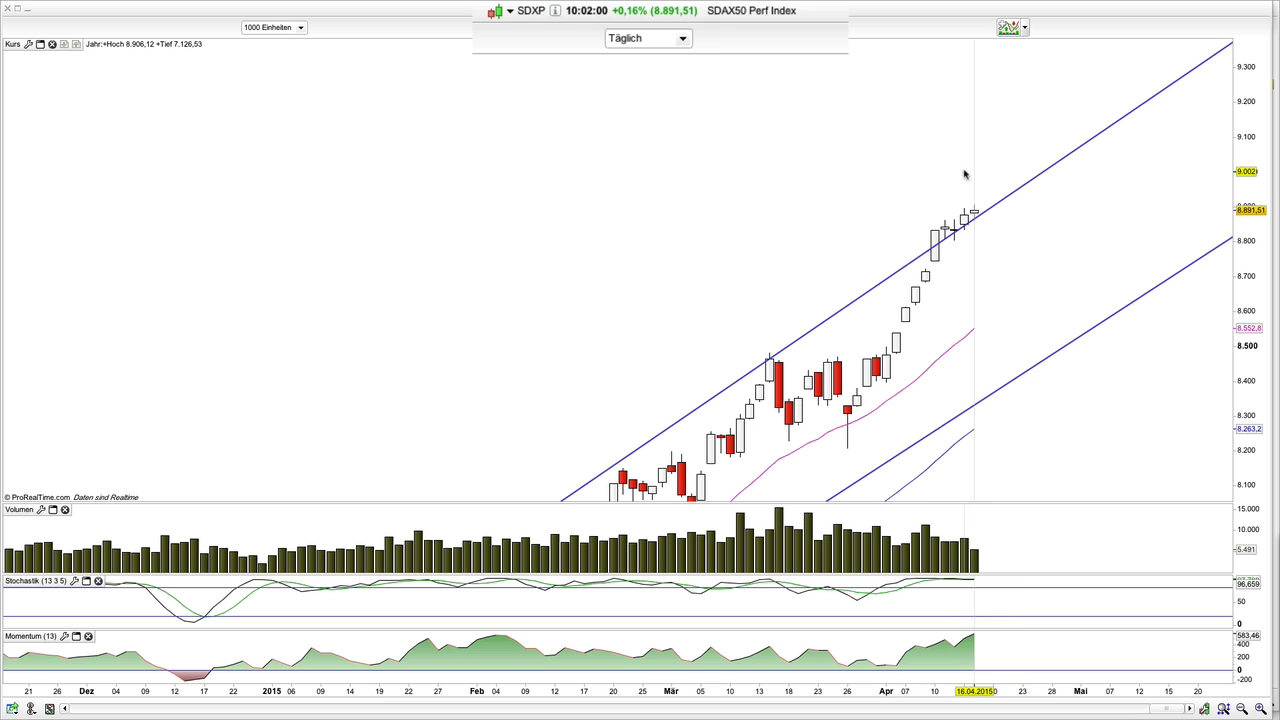 SDXP 10:02:00 +0,16% (8.891,51) SDAX50 Perf Index
1000 Einheiten
Täglich
Kurs Jahr:+Hoch 8.906,12 +Tief 7.126,53
9.300
9.200
9.100
9.002
8.891,51
8.800
8.700
8.600
8.552,8
8.500
8.400
8.300
8.263,2
8.200
8.100
© ProRealTime.com Daten sind Realtime
Volumen
15.000
10.000
5.491
Stochastik (13 3 5)
96,659
50
0
Momentum (13)
583,46
400
200
0
-200
21 26 Dez 04 09 12 17 22 2015 06 09 14 19 22 27 Feb 04 09 12 17 20 25 Mär 05 10 13 18 23 26 Apr 07 10 16.04.2015 23 28 Mai 07 12 15 20